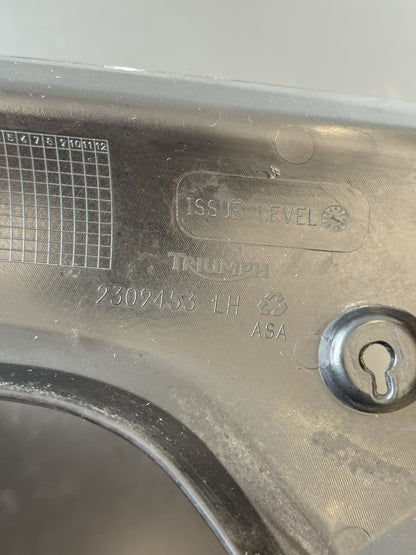 5 6 7 8 9 10 11 12
ISSUE LEVEL
TRIUMPH
2309453 LH
ASA